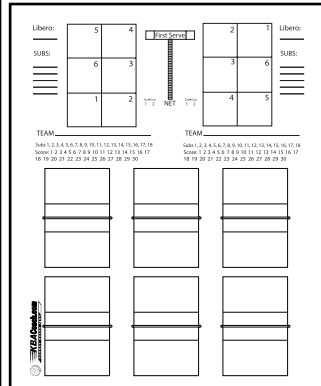 Libero:
SUBS:
5 4
6 3
1 2
First Serve
NET
1 2
1 2
2 1
3 6
4 5
Libero:
SUBS:
TEAM
Subs 1, 2, 3, 4, 5, 6, 7, 8, 9, 10, 11, 12, 13, 14, 15, 16, 17, 18
Score: 1 2 3 4 5 6 7 8 9 10 11 12 13 14 15 16 17
18 19 20 21 22 23 24 25 26 27 28 29 30
TEAM
Subs 1, 2, 3, 4, 5, 6, 7, 8, 9, 10, 11, 12, 13, 14, 15, 16, 17, 18
Score: 1 2 3 4 5 6 7 8 9 10 11 12 13 14 15 16 17
18 19 20 21 22 23 24 25 26 27 28 29 30
KBACoach.com